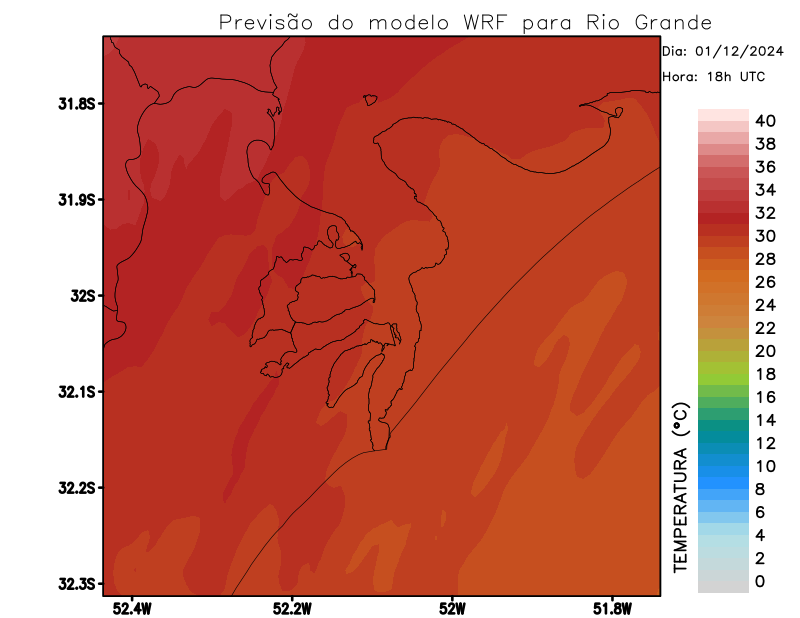 Previsão do modelo WRF para Rio Grande
Dia: 01/12/2024
Hora: 18h UTC
31.8S
31.9S
32S
32.1S
32.2S
32.3S
52.4W
52.2W
52W
51.8W
TEMPERATURA (°C)
40
38
36
34
32
30
28
26
24
22
20
18
16
14
12
10
8
6
4
2
0